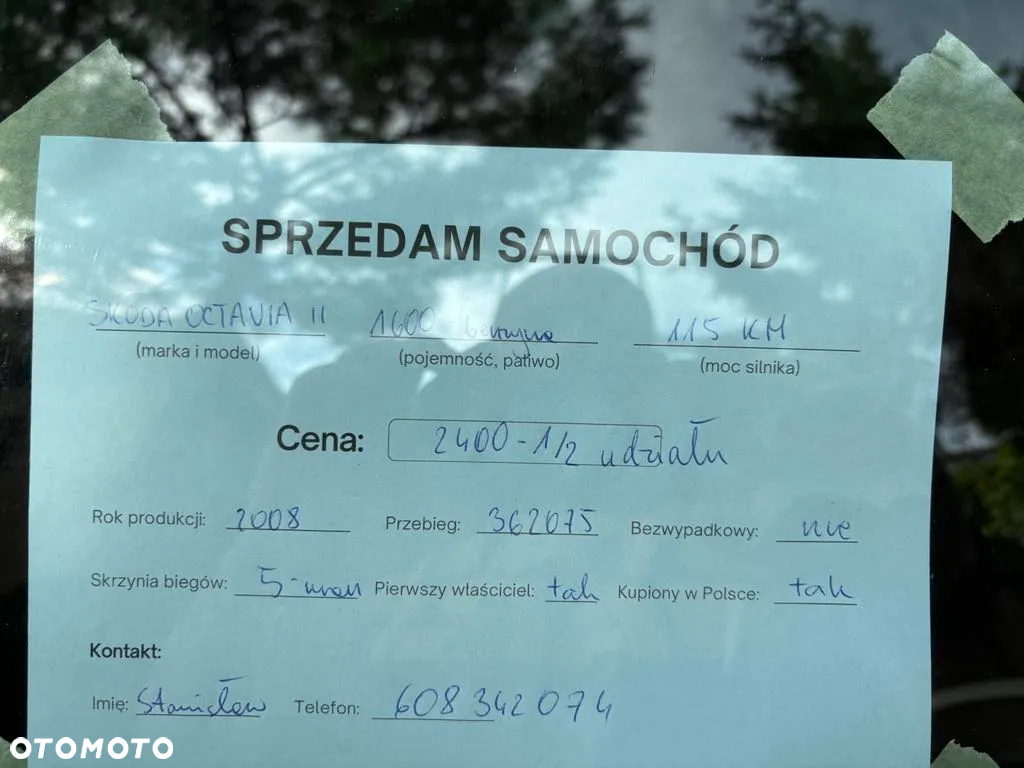 SPRZEDAM SAMOCHÓD
SKODA OCTAVIA II 1600 benzyna 115 KM
(marka i model) (pojemność, paliwo) (moc silnika)
Cena: 2400 - 1/2 udziału
Rok produkcji: 2008 Przebieg: 362075 Bezwypadkowy: nie
Skrzynia biegów: 5-man Pierwszy właściciel: tak Kupiony w Polsce: tak
Kontakt:
Imię: Stanisław Telefon: 608 342 074
OTOMOTO